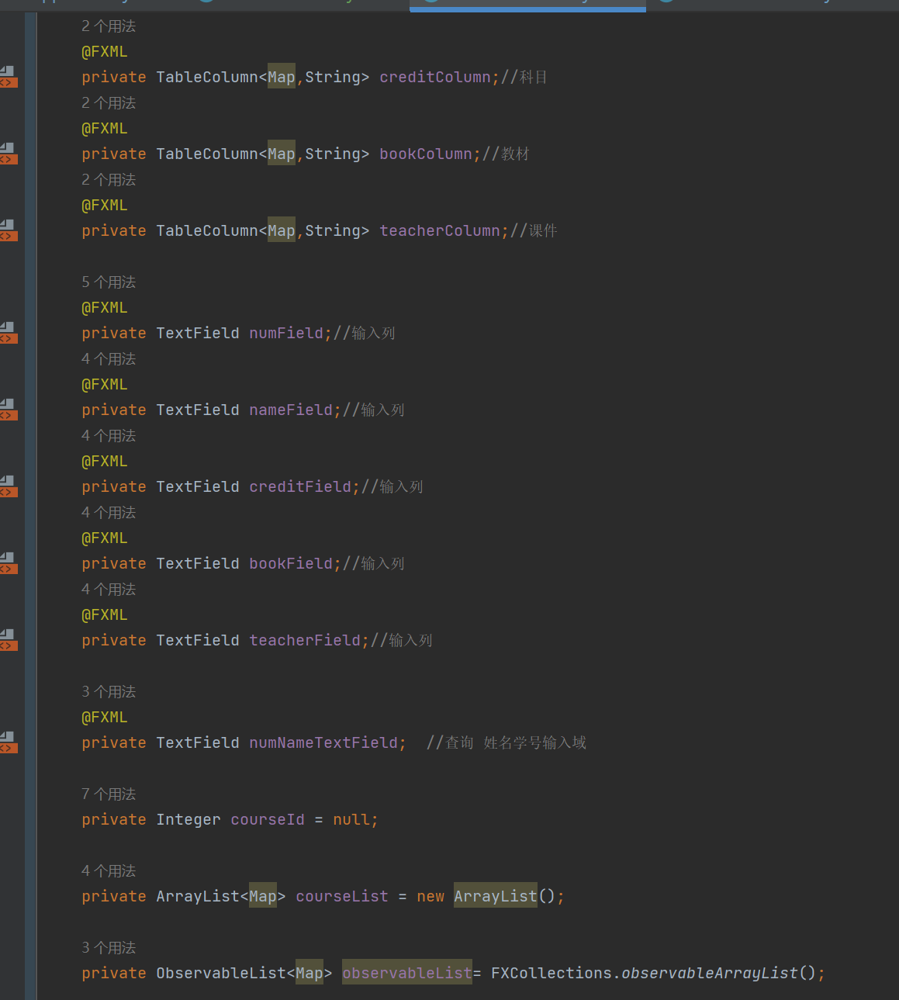 2 个用法
@FXML
private TableColumn<Map,String> creditColumn;//科目
2 个用法
@FXML
private TableColumn<Map,String> bookColumn;//教材
2 个用法
@FXML
private TableColumn<Map,String> teacherColumn;//课件
5 个用法
@FXML
private TextField numField;//输入列
4 个用法
@FXML
private TextField nameField;//输入列
4 个用法
@FXML
private TextField creditField;//输入列
4 个用法
@FXML
private TextField bookField;//输入列
4 个用法
@FXML
private TextField teacherField;//输入列
3 个用法
@FXML
private TextField numNameTextField;  //查询 姓名学号输入域
7 个用法
private Integer courseId = null;
4 个用法
private ArrayList<Map> courseList = new ArrayList();
3 个用法
private ObservableList<Map> observableList= FXCollections.observableArrayList();